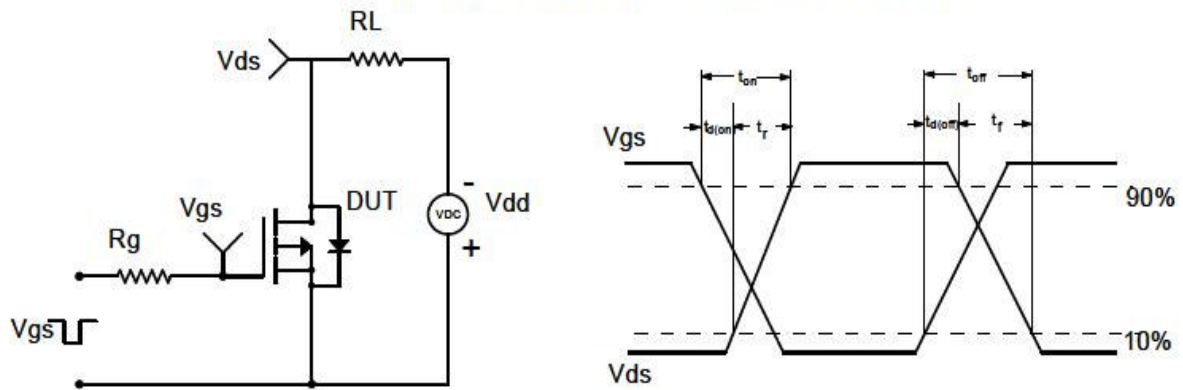 RL
Vds
-
Vdd
VDC
+
DUT
Vgs
Rg
Vgs
ton
toff
td(on)
tr
td(off)
tf
Vgs
90%
10%
Vds